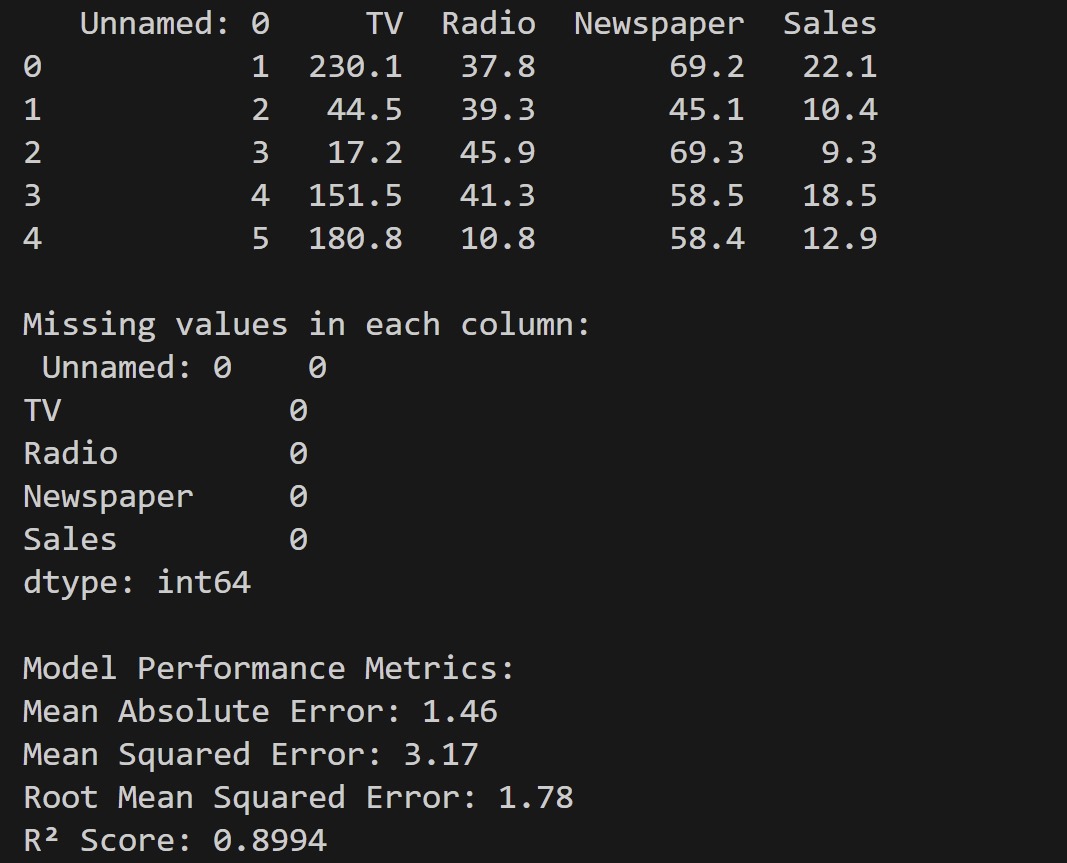 Unnamed: 0     TV  Radio  Newspaper  Sales
0           1  230.1   37.8       69.2   22.1
1           2   44.5   39.3       45.1   10.4
2           3   17.2   45.9       69.3    9.3
3           4  151.5   41.3       58.5   18.5
4           5  180.8   10.8       58.4   12.9

Missing values in each column:
 Unnamed: 0    0
TV            0
Radio         0
Newspaper     0
Sales         0
dtype: int64

Model Performance Metrics:
Mean Absolute Error: 1.46
Mean Squared Error: 3.17
Root Mean Squared Error: 1.78
R² Score: 0.8994